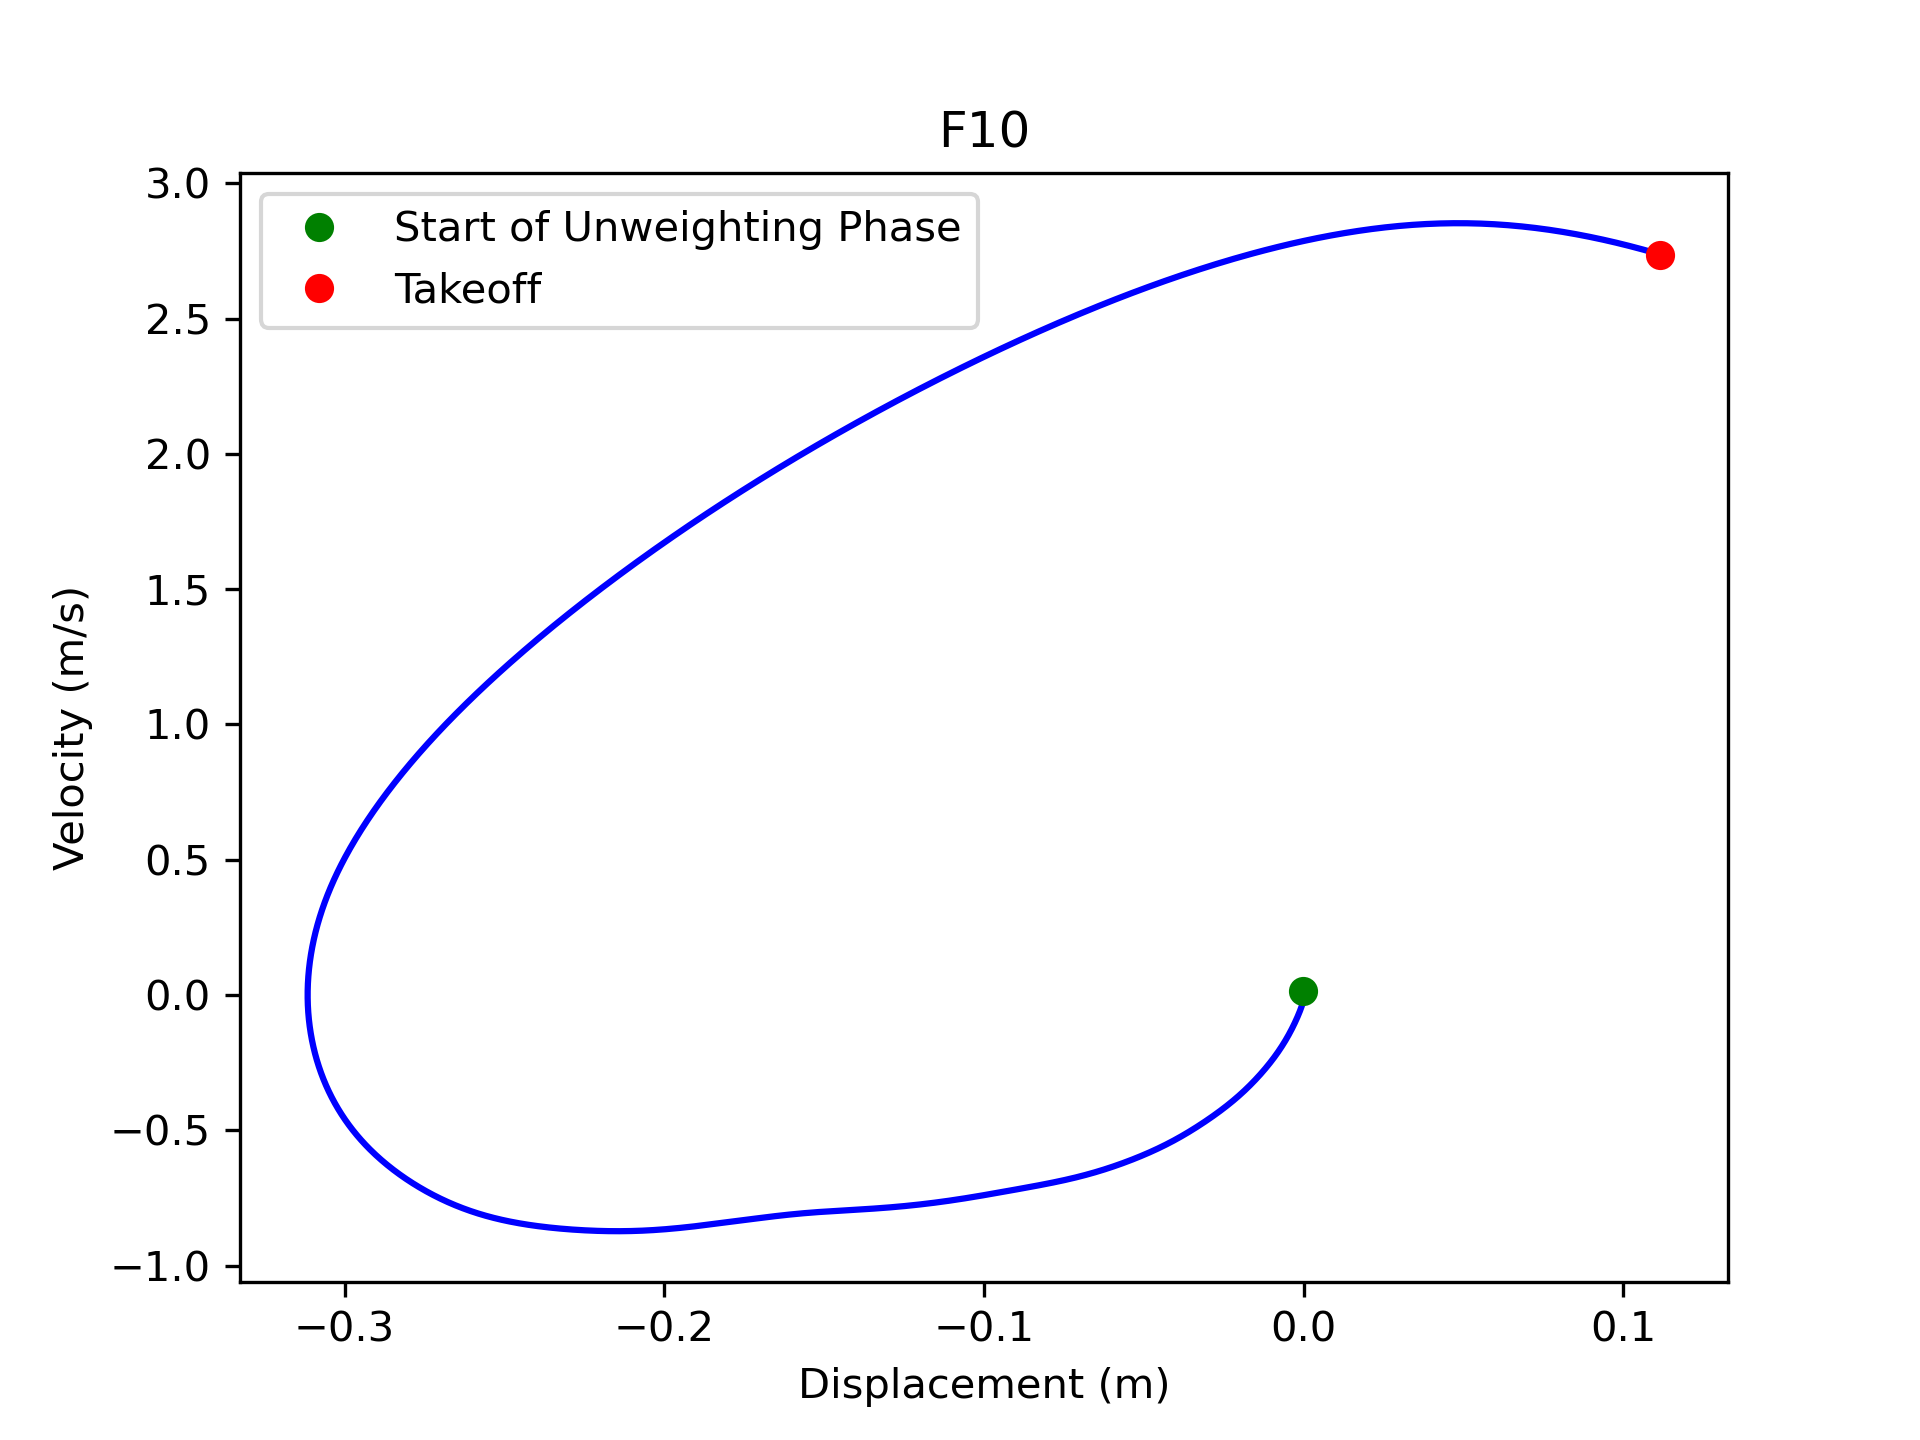 F10
Start of Unweighting Phase
Takeoff
3.0
2.5
2.0
1.5
1.0
0.5
0.0
−0.5
−1.0
Velocity (m/s)
−0.3 −0.2 −0.1 0.0 0.1
Displacement (m)